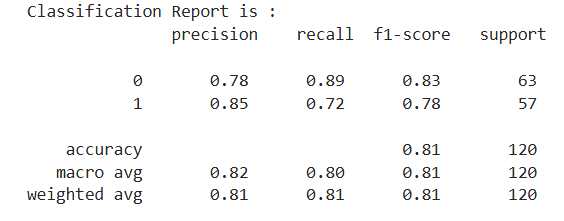 Classification Report is :
precision recall f1-score support
0 0.78 0.89 0.83 63
1 0.85 0.72 0.78 57
accuracy 0.81 120
macro avg 0.82 0.80 0.81 120
weighted avg 0.81 0.81 0.81 120